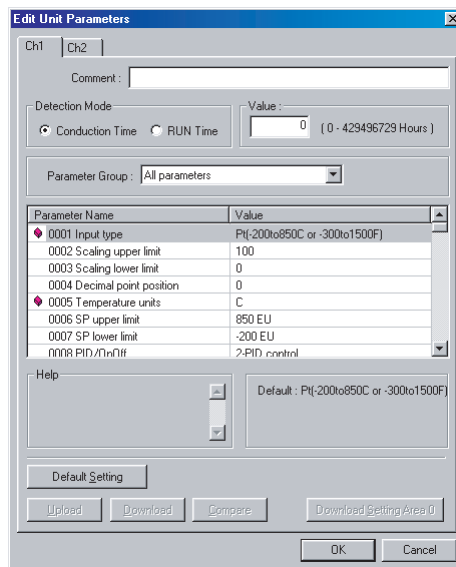 Edit Unit Parameters
Ch1 Ch2
Comment :
Detection Mode
Conduction Time RUN Time
Value :
0 ( 0 - 429496729 Hours )
Parameter Group : All parameters
Parameter Name Value
0001 Input type Pt(-200to850C or -300to1500F)
0002 Scaling upper limit 100
0003 Scaling lower limit 0
0004 Decimal point position 0
0005 Temperature units C
0006 SP upper limit 850 EU
0007 SP lower limit -200 EU
0008 PID/OnOff 2-PID control
Help
Default : Pt(-200to850C or -300to1500F)
Default Setting
Upload Download Compare Download Setting Area 0
OK Cancel